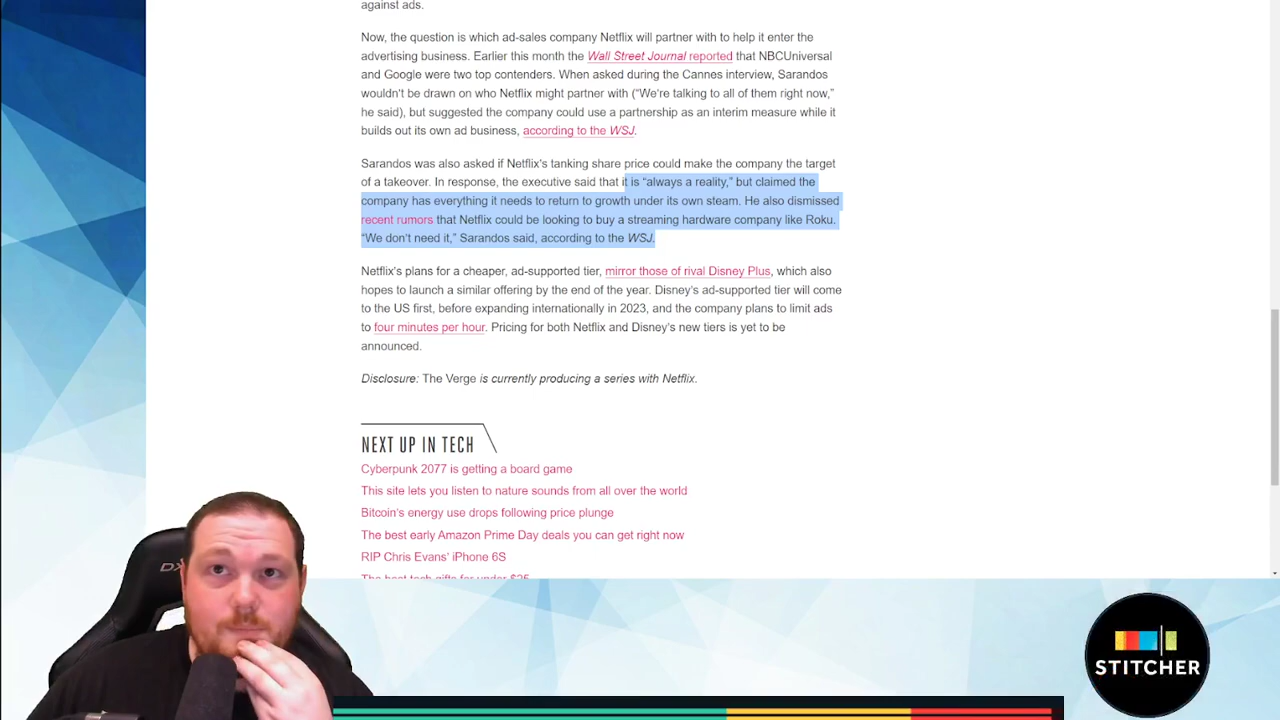 against ads.
Now, the question is which ad-sales company Netflix will partner with to help it enter the
advertising business. Earlier this month the Wall Street Journal reported that NBCUniversal
and Google were two top contenders. When asked during the Cannes interview, Sarandos
wouldn't be drawn on who Netflix might partner with (“We're talking to all of them right now,”
he said), but suggested the company could use a partnership as an interim measure while it
builds out its own ad business, according to the WSJ.
Sarandos was also asked if Netflix's tanking share price could make the company the target
of a takeover. In response, the executive said that it is “always a reality,” but claimed the
company has everything it needs to return to growth under its own steam. He also dismissed
recent rumors that Netflix could be looking to buy a streaming hardware company like Roku.
“We don't need it,” Sarandos said, according to the WSJ.
Netflix's plans for a cheaper, ad-supported tier, mirror those of rival Disney Plus, which also
hopes to launch a similar offering by the end of the year. Disney's ad-supported tier will come
to the US first, before expanding internationally in 2023, and the company plans to limit ads
to four minutes per hour. Pricing for both Netflix and Disney's new tiers is yet to be
announced.
Disclosure: The Verge is currently producing a series with Netflix.
NEXT UP IN TECH
Cyberpunk 2077 is getting a board game
This site lets you listen to nature sounds from all over the world
Bitcoin's energy use drops following price plunge
The best early Amazon Prime Day deals you can get right now
RIP Chris Evans' iPhone 6S
The best tech gifts for under $25
DX
STITCHER